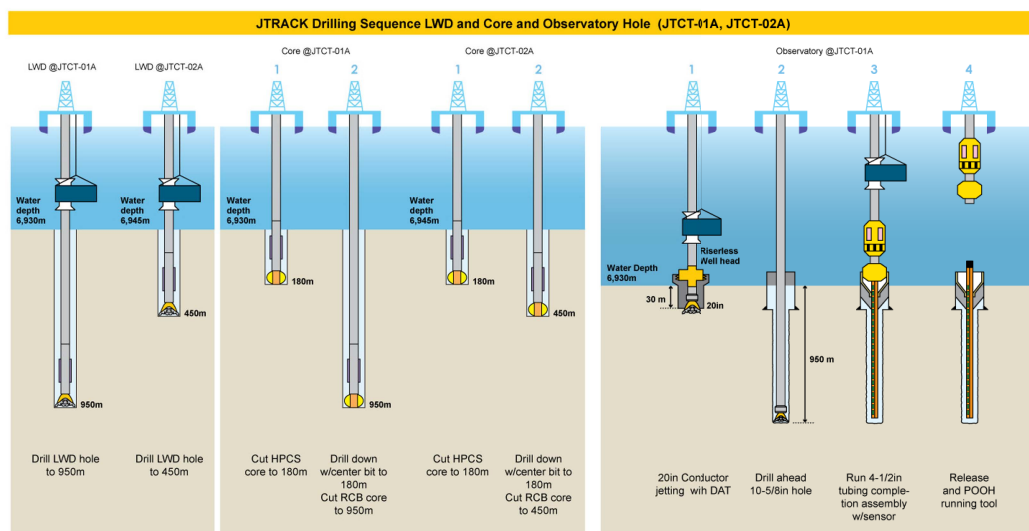 JTRACK Drilling Sequence LWD and Core and Observatory Hole (JTCT-01A, JTCT-02A)
LWD @JTCT-01A
LWD @JTCT-02A
Water
depth
6,930m
Water
depth
6,945m
450m
950m
Drill LWD hole
to 950m
Drill LWD hole
to 450m
Core @JTCT-01A
Core @JTCT-02A
1
2
1
2
Water
depth
6,930m
Water
depth
6,945m
180m
180m
450m
950m
Cut HPCS
core to 180m
Drill down
w/center bit to
180m
Cut RCB core
to 950m
Cut HPCS
core to 180m
Drill down
w/center bit to
180m
Cut RCB core
to 450m
Observatory @JTCT-01A
1
2
3
4
Riserless
Well head
Water Depth
6,930m
30 m
20in
950 m
20in Conductor
jetting wih DAT
Drill ahead
10-5/8in hole
Run 4-1/2in
tubing comple-
tion assembly
w/sensor
Release
and POOH
running tool